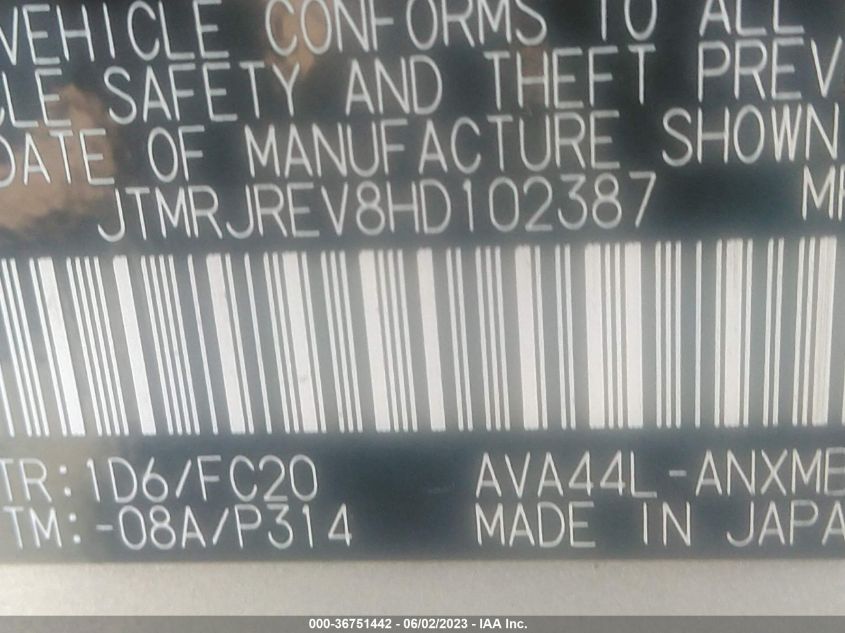 VEHICLE CONFORMS TO ALL
CLE SAFETY AND THEFT PREV
DATE OF MANUFACTURE SHOWN
JTMRJREV8HD102387 MF
TR: 1D6/FC20 AVA44L-ANXME
TM: -08A/P314 MADE IN JAPA
000-36751442 - 06/02/2023 - IAA Inc.